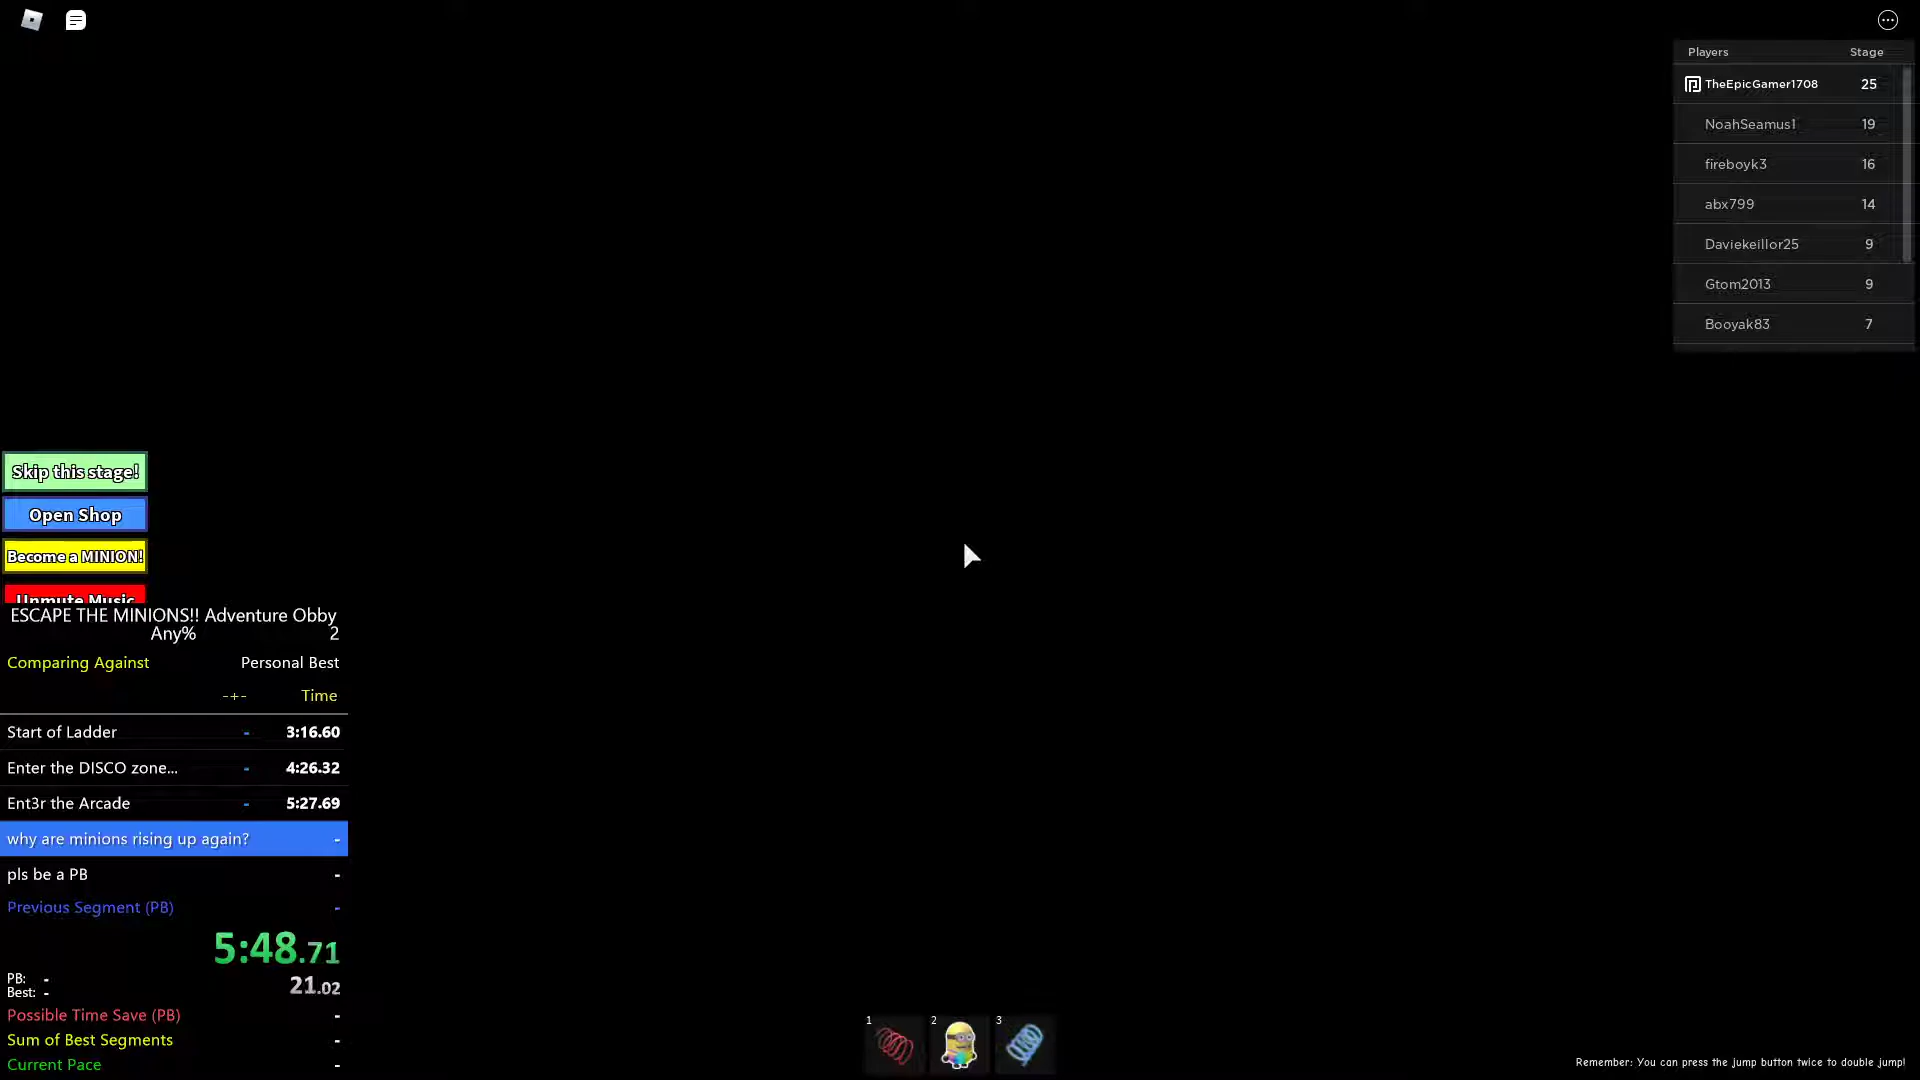 Players Stage
TheEpicGamer1708 25
NoahSeamus1 19
fireboyk3 16
abx799 14
Daviekeillor25 9
Gtom2013 9
Booyak83 7
Skip this stage!
Open Shop
Become a MINION!
Unmute Music
ESCAPE THE MINIONS!! Adventure Obby
Any% 2
Comparing Against Personal Best
-+- Time
Start of Ladder - 3:16.60
Enter the DISCO zone... - 4:26.32
Ent3r the Arcade - 5:27.69
why are minions rising up again? -
pls be a PB -
Previous Segment (PB) -
5:48.71
PB: -
21.02
Best: -
Possible Time Save (PB) -
Sum of Best Segments -
Current Pace -
1 2 3
Remember: You can press the jump button twice to double jump!